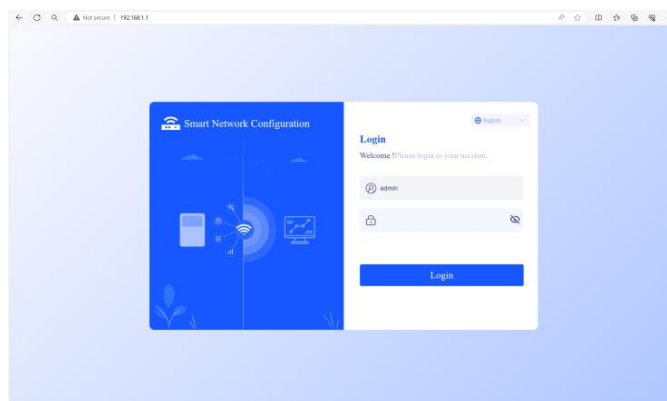 Not secure | 192.168.1.1
Smart Network Configuration
English
Login
Welcome !Please login to your account.
admin
Login